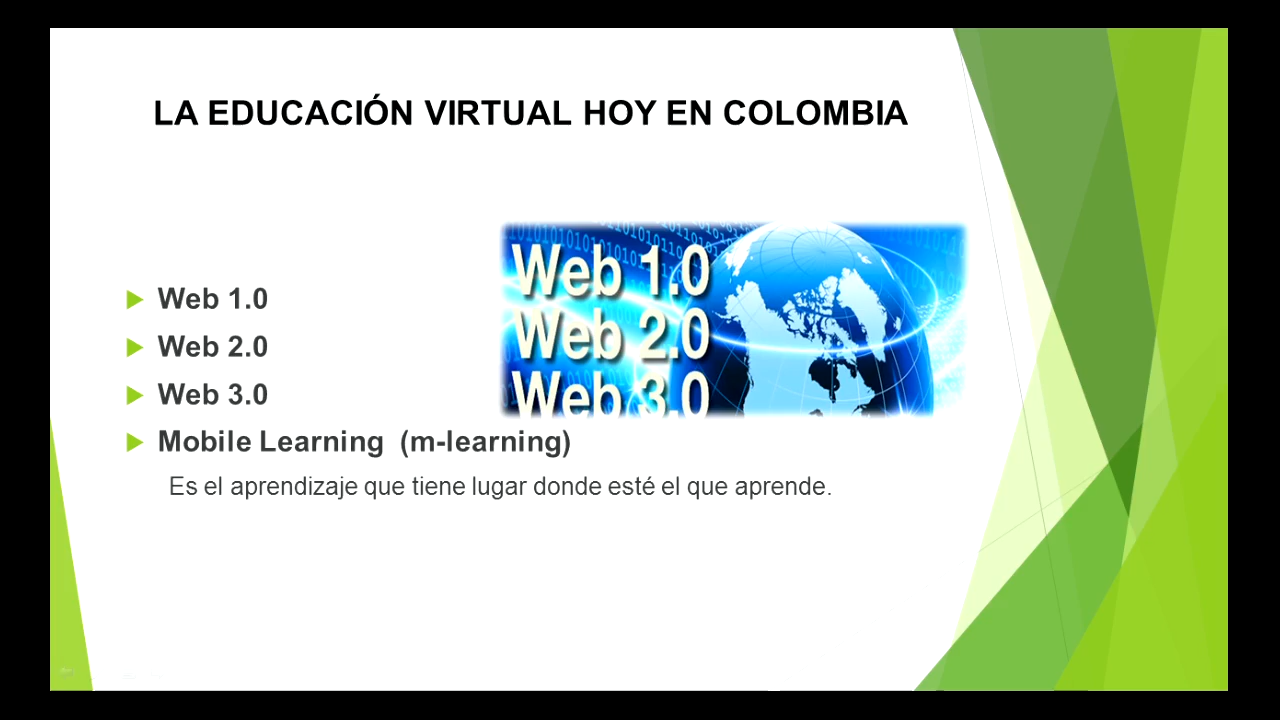 LA EDUCACIÓN VIRTUAL HOY EN COLOMBIA
Web 1.0
Web 2.0
Web 3.0
Web 1.0
Web 2.0
Web 3.0
Mobile Learning (m-learning)
Es el aprendizaje que tiene lugar donde esté el que aprende.